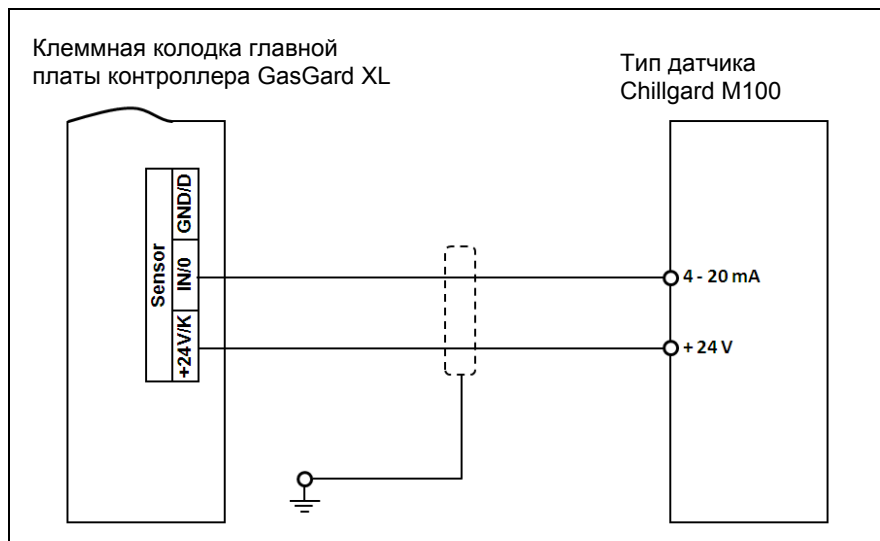 Клеммная колодка главной
платы контроллера GasGard XL
Тип датчика
Chillgard M100
Sensor
GND/D
IN/0
+24V/K
4 - 20 mA
+ 24 V